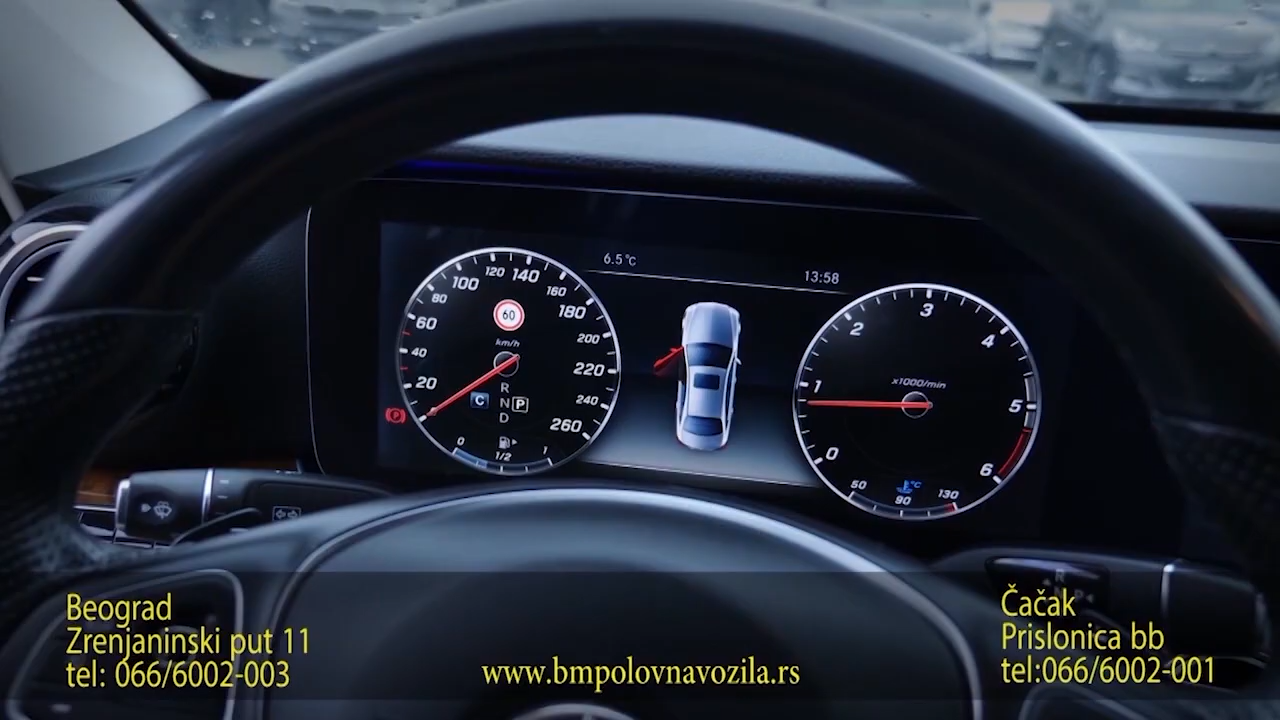 6.5°C
13:58
0
20
40
60
80
100
120
140
160
180
200
220
240
260
60
km/h
R
N
D
C
P
(P)
0
1/2
1
0
1
2
3
4
5
6
x1000/min
°C
50
90
130
Beograd
Zrenjaninski put 11
tel: 066/6002-003
www.bmpolovnavozila.rs
Čačak
Prislonica bb
tel:066/6002-001